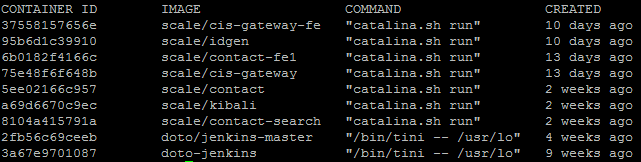 CONTAINER ID IMAGE COMMAND CREATED
37558157656e scale/cis-gateway-fe "catalina.sh run" 10 days ago
95b6d1c39910 scale/idgen "catalina.sh run" 10 days ago
6b0182f4166c scale/contact-fe1 "catalina.sh run" 13 days ago
75e48f6f648b scale/cis-gateway "catalina.sh run" 13 days ago
5ee02166c957 scale/contact "catalina.sh run" 2 weeks ago
a69d6670c9ec scale/kibali "catalina.sh run" 2 weeks ago
8104a415791a scale/contact-search "catalina.sh run" 2 weeks ago
2fb56c69ceeb doto/jenkins-master "/bin/tini -- /usr/lo" 4 weeks ago
3a67e9701087 doto-jenkins "/bin/tini -- /usr/lo" 9 weeks ago